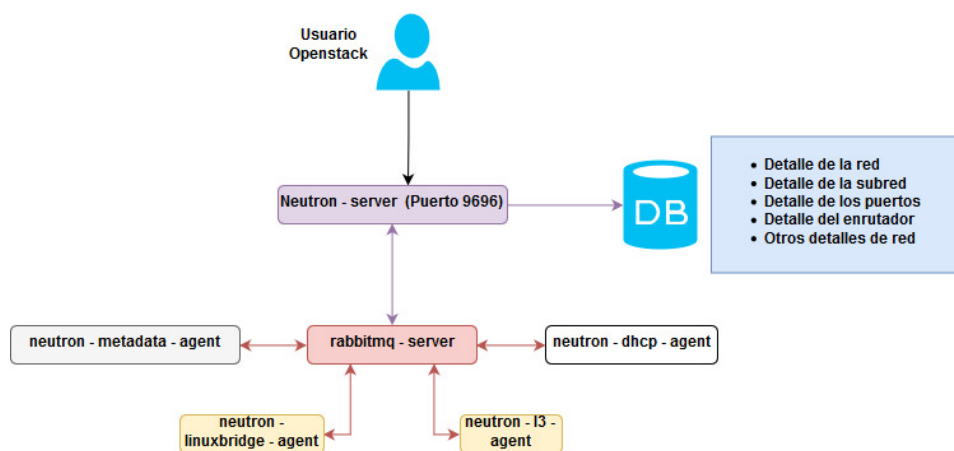 Usuario
Openstack
Neutron - server (Puerto 9696)
DB
• Detalle de la red
• Detalle de la subred
• Detalle de los puertos
• Detalle del enrutador
• Otros detalles de red
neutron - metadata - agent
rabbitmq - server
neutron - dhcp - agent
neutron -
linuxbridge - agent
neutron - l3 -
agent